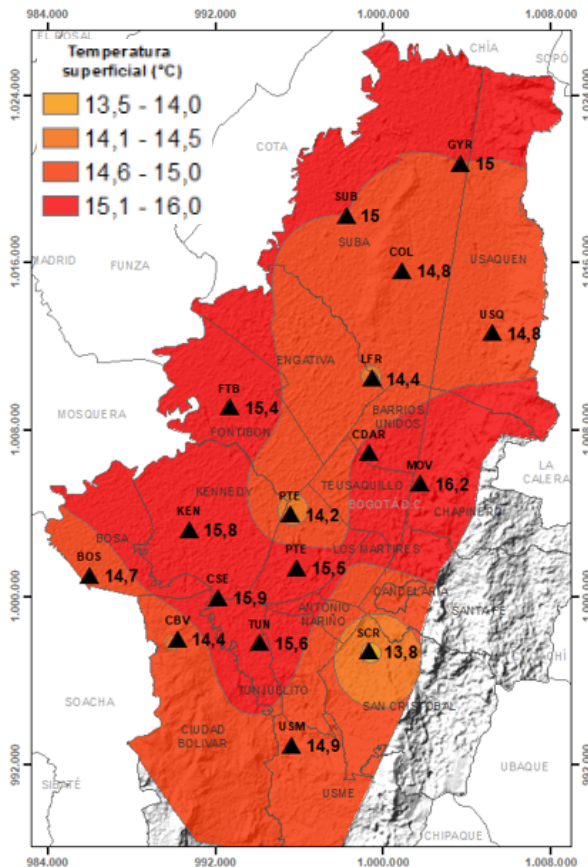 984.000 992.000 1.000.000 1.008.000
EL ROSAL
CHÍA
SOPÓ
Temperatura
superficial (°C)
13,5 - 14,0
14,1 - 14,5
14,6 - 15,0
15,1 - 16,0
1.024.000 1.024.000
COTA
GYR
15
SUB
15
SUBA
COL
14,8
USAQUEN
1.016.000 1.016.000
MADRID
FUNZA
USQ
14,8
ENGATIVA
LFR
14,4
FTB
15,4
BARRIOS
UNIDOS
MOSQUERA
FONTIBON
1.008.000 1.008.000
CDAR
LA
CALERA
MOV
16,2
TEUSAQUILLO
KENNEDY
PTE
14,2
BOGOTÁ D.C
CHAPINERO
KEN
15,8
BOSA
LOS MARTIRES
BOS
14,7
PTE
15,5
CSE
15,9
CANDELARIA
1.000.000 1.000.000
SANTA FE
ANTONIO
NARIÑO
CBV
14,4
TUN
15,6
SCR
13,8
CHÍ
TUNJUELITO
SOACHA
SAN CRISTOBAL
CIUDAD
BOLIVAR
USM
14,9
992.000 992.000
UBAQUE
SIBATÉ
USME
CHIPAQUE
984.000 992.000 1.000.000 1.008.000